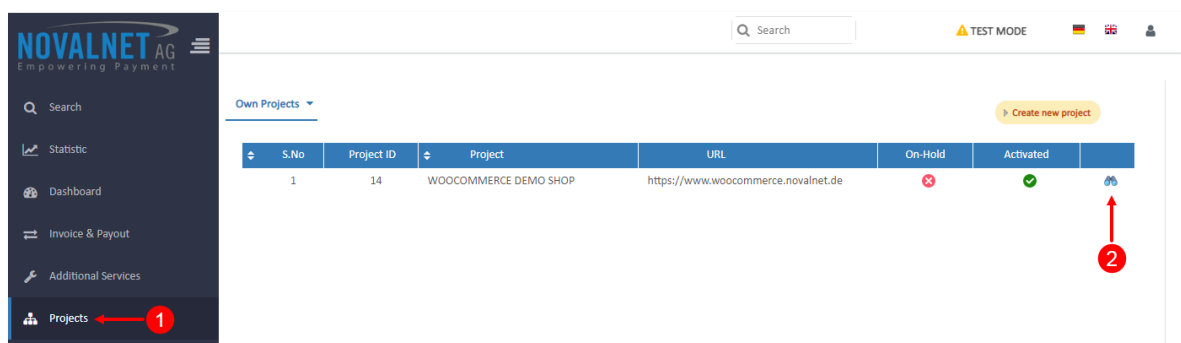 NOVALNET AG
Empowering Payment
Search
TEST MODE
Search
Statistic
Dashboard
Invoice & Payout
Additional Services
Projects
1
Own Projects
Create new project
S.No Project ID Project URL On-Hold Activated
1 14 WOOCOMMERCE DEMO SHOP https://www.woocommerce.novalnet.de
2